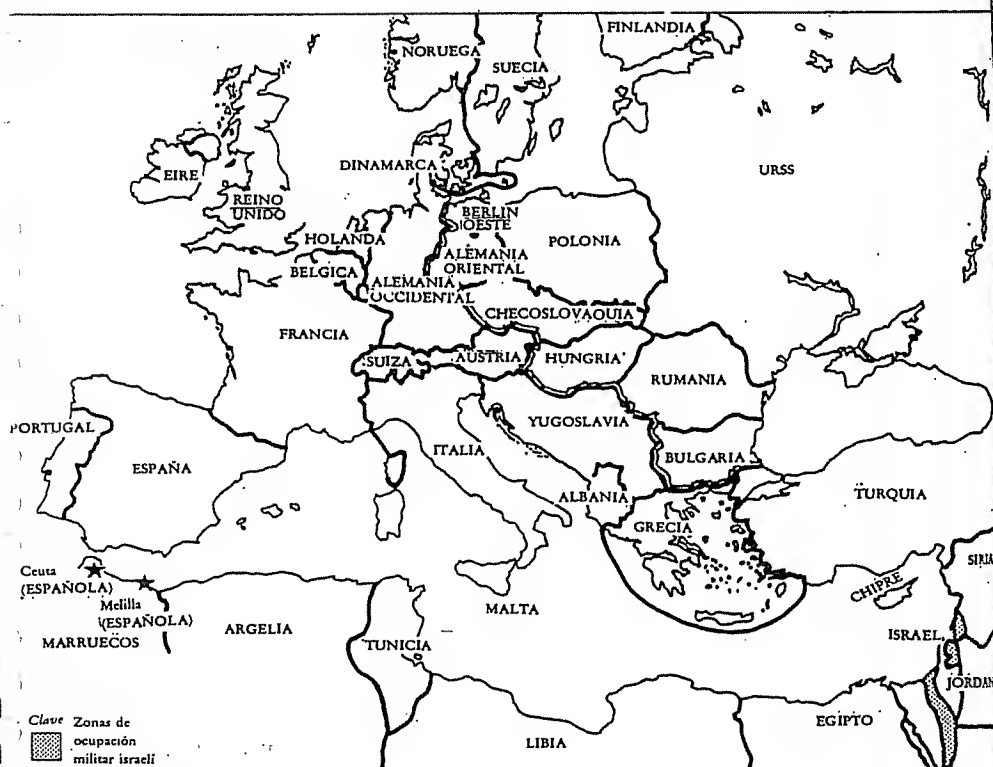 FINLANDIA
NORUEGA
SUECIA
DINAMARCA
URSS
EIRE
REINO
UNIDO
BERLIN
OESTE
HOLANDA
POLONIA
ALEMANIA
ORIENTAL
BELGICA
ALEMANIA
OCCIDENTAL
CHECOSLOVAQUIA
FRANCIA
SUIZA
AUSTRIA
HUNGRIA
RUMANIA
YUGOSLAVIA
PORTUGAL
ITALIA
BULGARIA
ESPAÑA
ALBANIA
TURQUIA
GRECIA
Ceuta
(ESPAÑOLA)
SIRIA
CHIPRE
Melilla
(ESPAÑOLA)
MALTA
ARGELIA
MARRUECOS
TUNICIA
ISRAEL
JORDAN
EGIPTO
LIBIA
Clave Zonas de
ocupación
militar israelí